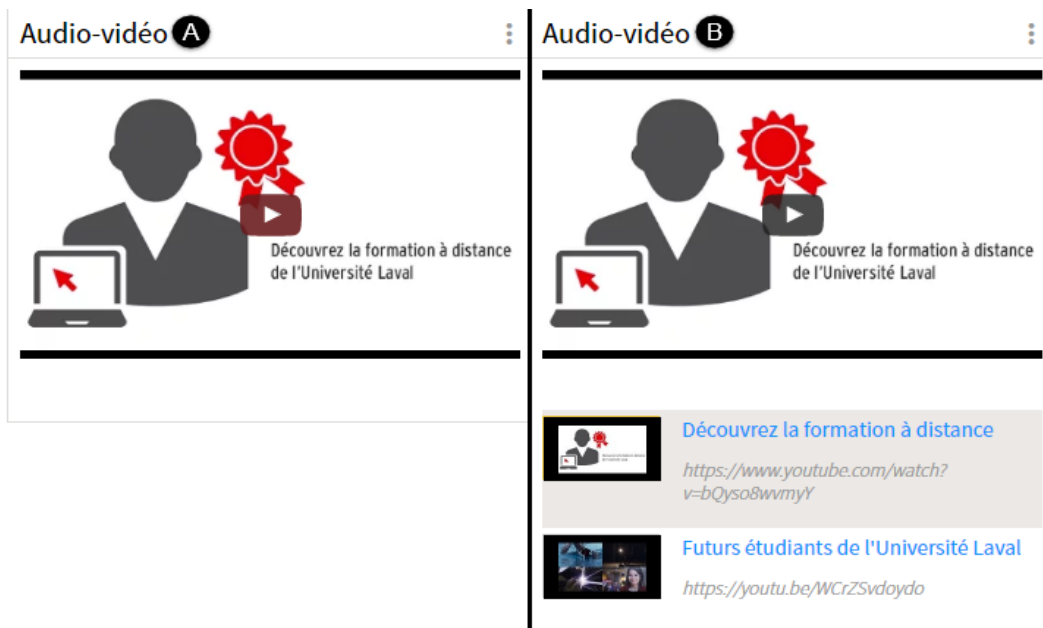 Audio-vidéo A
Découvrez la formation à distance
de l'Université Laval
Audio-vidéo B
Découvrez la formation à distance
de l'Université Laval
Découvrez la formation à distance
https://www.youtube.com/watch?
v=bQyso8wvmyY
Futurs étudiants de l'Université Laval
https://youtu.be/WCrZSvdoydo